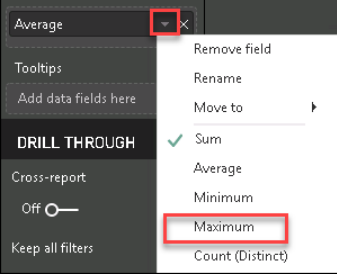 Average
Tooltips
Add data fields here
DRILL THROUGH
Cross-report
Off
Keep all filters
Remove field
Rename
Move to
Sum
Average
Minimum
Maximum
Count (Distinct)